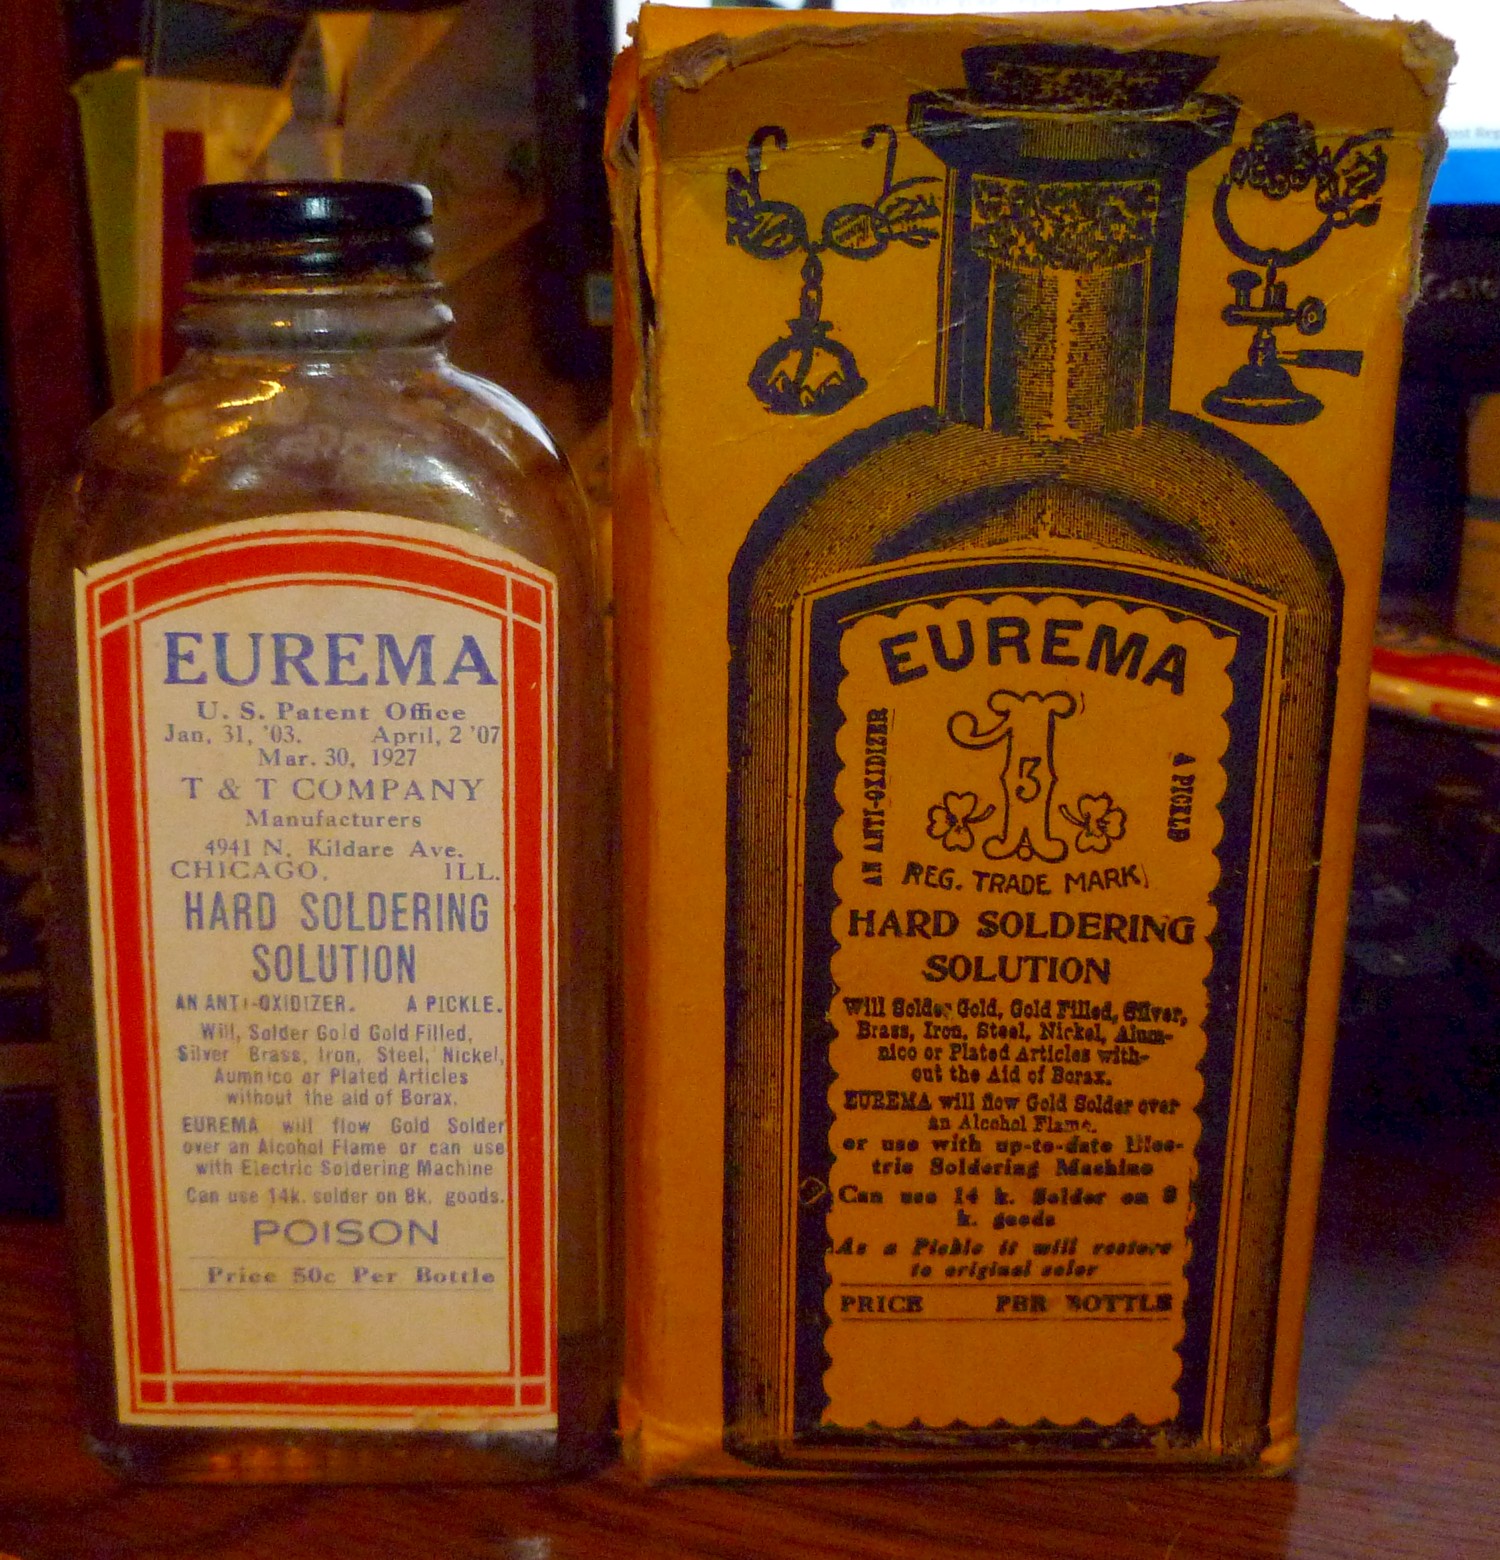 EUREMA
U. S. Patent Office
Jan, 31, '03. April, 2 '07
Mar. 30, 1927
T & T COMPANY
Manufacturers
4941 N. Kildare Ave.
CHICAGO, ILL.
HARD SOLDERING
SOLUTION
AN ANTI-OXIDIZER. A PICKLE.
Will, Solder Gold Gold Filled,
Silver Brass, Iron, Steel, Nickel,
Aumnico or Plated Articles
without the aid of Borax.
EUREMA will flow Gold Solder
over an Alcohol Flame or can use
with Electric Soldering Machine
Can use 14k. solder on 8k. goods.
POISON
Price 50c Per Bottle
EUREMA
AN ANTI-OXIDIZER
3
A PICKLE
REG. TRADE MARK
HARD SOLDERING
SOLUTION
Will Solder Gold, Gold Filled, Silver,
Brass, Iron, Steel, Nickel, Alum-
nico or Plated Articles with-
out the Aid of Borax.
EUREMA will flow Gold Solder over
an Alcohol Flame.
or use with up-to-date Elec-
tric Soldering Machine
Can use 14 k. Solder on 8
k. goods
As a Pickle it will restore
to original color
PRICE PER BOTTLE